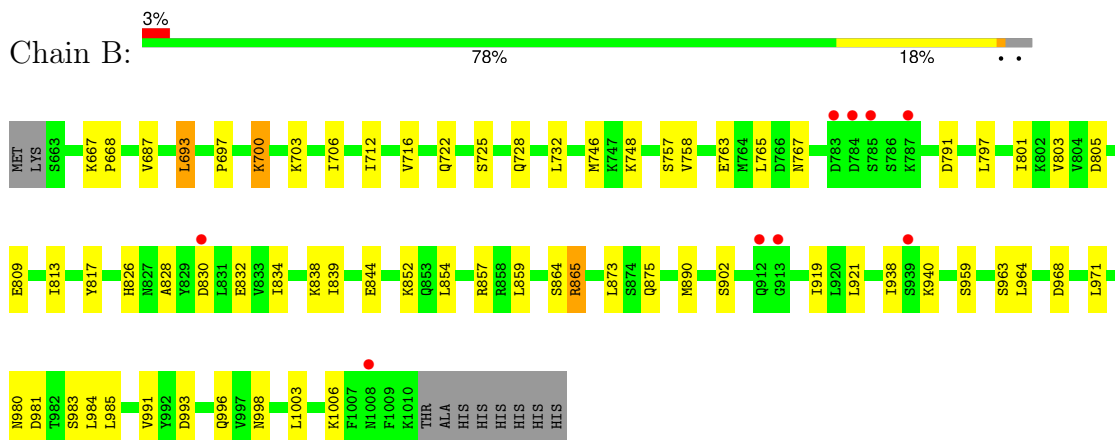 3%
Chain B:
78% 18% • •
MET LYS S663 K667 P668 V687 L693 P697 K700 K703 I706 I712 V716 Q722 S725 Q728 L732 M746 K747 K748 S757 V758 E763 M764 L765 D766 N767 D783 D784 S785 S786 K787 D791 L797 I801 K802 V803 V804 D805
E809 I813 Y817 H826 N827 A828 Y829 D830 L831 E832 V853 I834 K838 I839 E844 K852 Q853 L854 R857 R858 L859 S864 R865 L873 S874 Q875 M890 S902 Q912 G913 I919 L920 L921 I938 S939 K940 S959 S963 L964 D968 L971
N980 D981 T982 S983 L984 L985 V991 Y992 D993 Q996 V997 N998 L1003 K1006 F1007 N1008 F1009 K1010 THR ALA HIS HIS HIS HIS HIS HIS